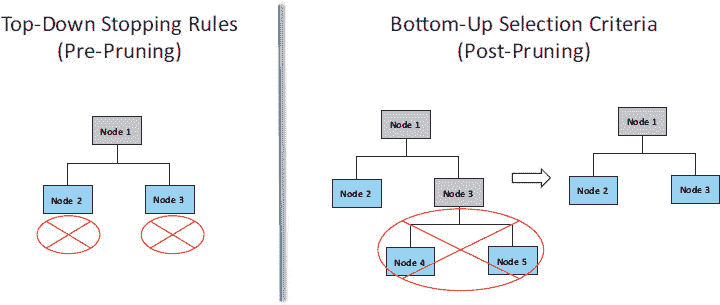 Top-Down Stopping Rules
(Pre-Pruning)
Node 1
Node 2
Node 3
Bottom-Up Selection Criteria
(Post-Pruning)
Node 1
Node 2
Node 3
Node 4
Node 5
Node 1
Node 2
Node 3